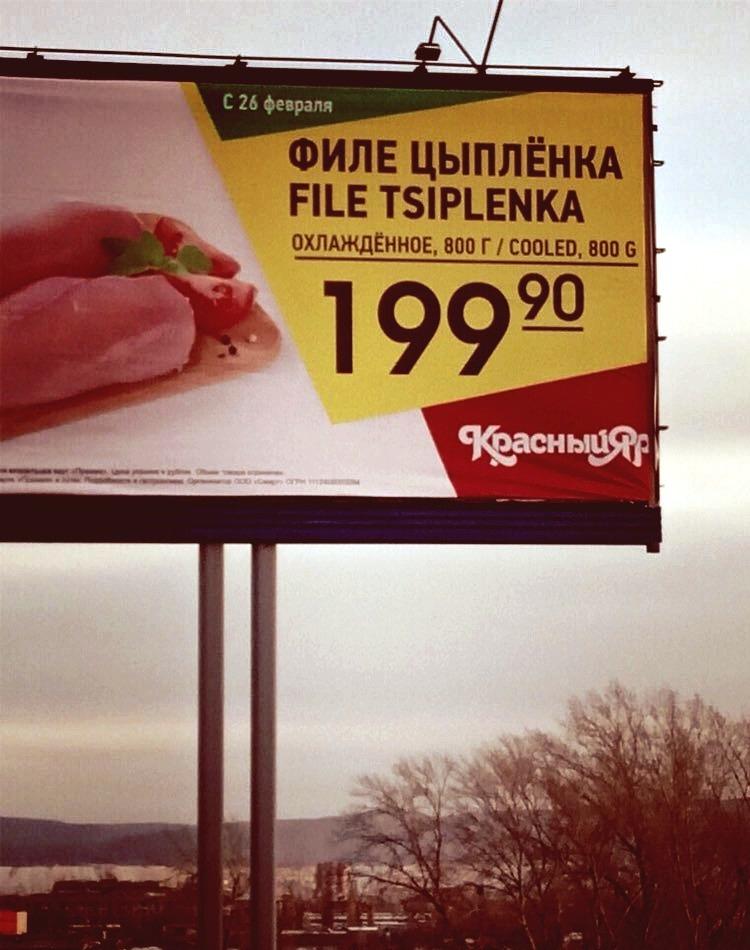 С 26 февраля
ФИЛЕ ЦЫПЛЁНКА
FILE TSIPLENKA
ОХЛАЖДЁННОЕ, 800 Г / COOLED, 800 G
199 90
КрасныйЯр